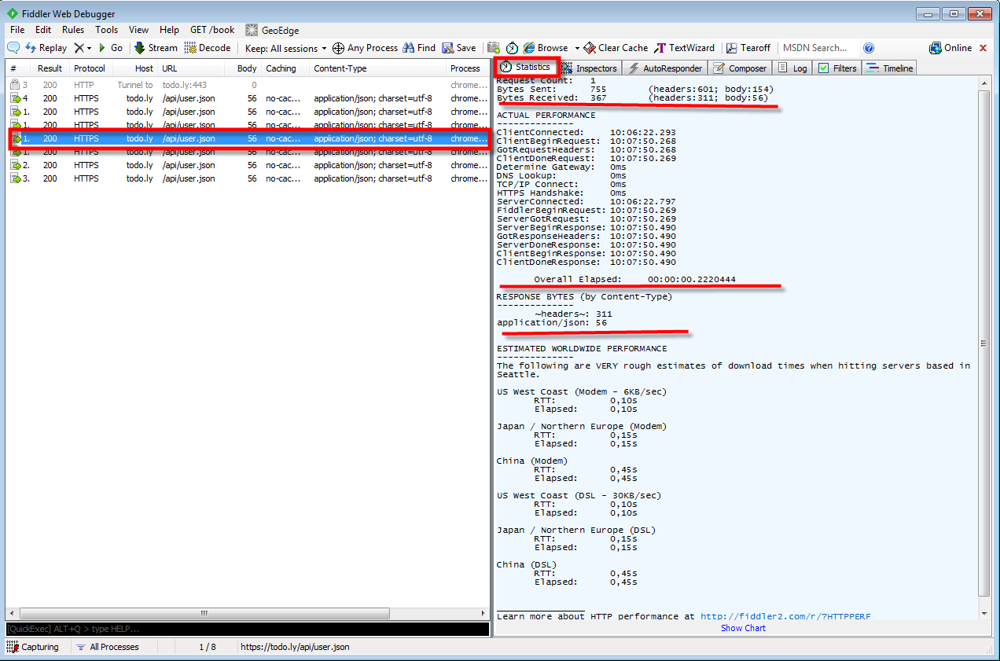 Fiddler Web Debugger
File Edit Rules Tools View Help GET /book GeoEdge
Replay Go Stream Decode Keep: All sessions Any Process Find Save Browse Clear Cache TextWizard Tearoff MSDN Search... Online
# Result Protocol Host URL Body Caching Content-Type Process
3 200 HTTP Tunnel to todo.ly:443 0 chrome...
4 200 HTTPS todo.ly /api/user.json 56 no-cac... application/json; charset=utf-8 chrome...
1. 200 HTTPS todo.ly /api/user.json 56 no-cac... application/json; charset=utf-8 chrome...
1. 200 HTTPS todo.ly /api/user.json 56 no-cac... application/json; charset=utf-8 chrome...
1. 200 HTTPS todo.ly /api/user.json 56 no-cac... application/json; charset=utf-8 chrome...
1. 200 HTTPS todo.ly /api/user.json 56 no-cac... application/json; charset=utf-8 chrome...
2. 200 HTTPS todo.ly /api/user.json 56 no-cac... application/json; charset=utf-8 chrome...
3. 200 HTTPS todo.ly /api/user.json 56 no-cac... application/json; charset=utf-8 chrome...
[QuickExec] ALT+Q > type HELP...
Statistics Inspectors AutoResponder Composer Log Filters Timeline
Request Count: 1
Bytes Sent: 755 (headers:601; body:154)
Bytes Received: 367 (headers:311; body:56)
ACTUAL PERFORMANCE
--------------
ClientConnected: 10:06:22.293
ClientBeginRequest: 10:07:50.268
GotRequestHeaders: 10:07:50.268
ClientDoneRequest: 10:07:50.269
Determine Gateway: 0ms
DNS Lookup: 0ms
TCP/IP Connect: 0ms
HTTPS Handshake: 0ms
ServerConnected: 10:06:22.797
FiddlerBeginRequest: 10:07:50.269
ServerGotRequest: 10:07:50.269
ServerBeginResponse: 10:07:50.490
GotResponseHeaders: 10:07:50.490
ServerDoneResponse: 10:07:50.490
ClientBeginResponse: 10:07:50.490
ClientDoneResponse: 10:07:50.490
Overall Elapsed: 00:00:00.2220444
RESPONSE BYTES (by Content-Type)
--------------
~headers~: 311
application/json: 56
ESTIMATED WORLDWIDE PERFORMANCE
--------------
The following are VERY rough estimates of download times when hitting servers based in
Seattle.
US West Coast (Modem - 6KB/sec)
RTT: 0,10s
Elapsed: 0,10s
Japan / Northern Europe (Modem)
RTT: 0,15s
Elapsed: 0,15s
China (Modem)
RTT: 0,45s
Elapsed: 0,45s
US West Coast (DSL - 30KB/sec)
RTT: 0,10s
Elapsed: 0,10s
Japan / Northern Europe (DSL)
RTT: 0,15s
Elapsed: 0,15s
China (DSL)
RTT: 0,45s
Elapsed: 0,45s
________________
Learn more about HTTP performance at http://fiddler2.com/r/?HTTPPERF
Show Chart
Capturing All Processes 1 / 8 https://todo.ly/api/user.json